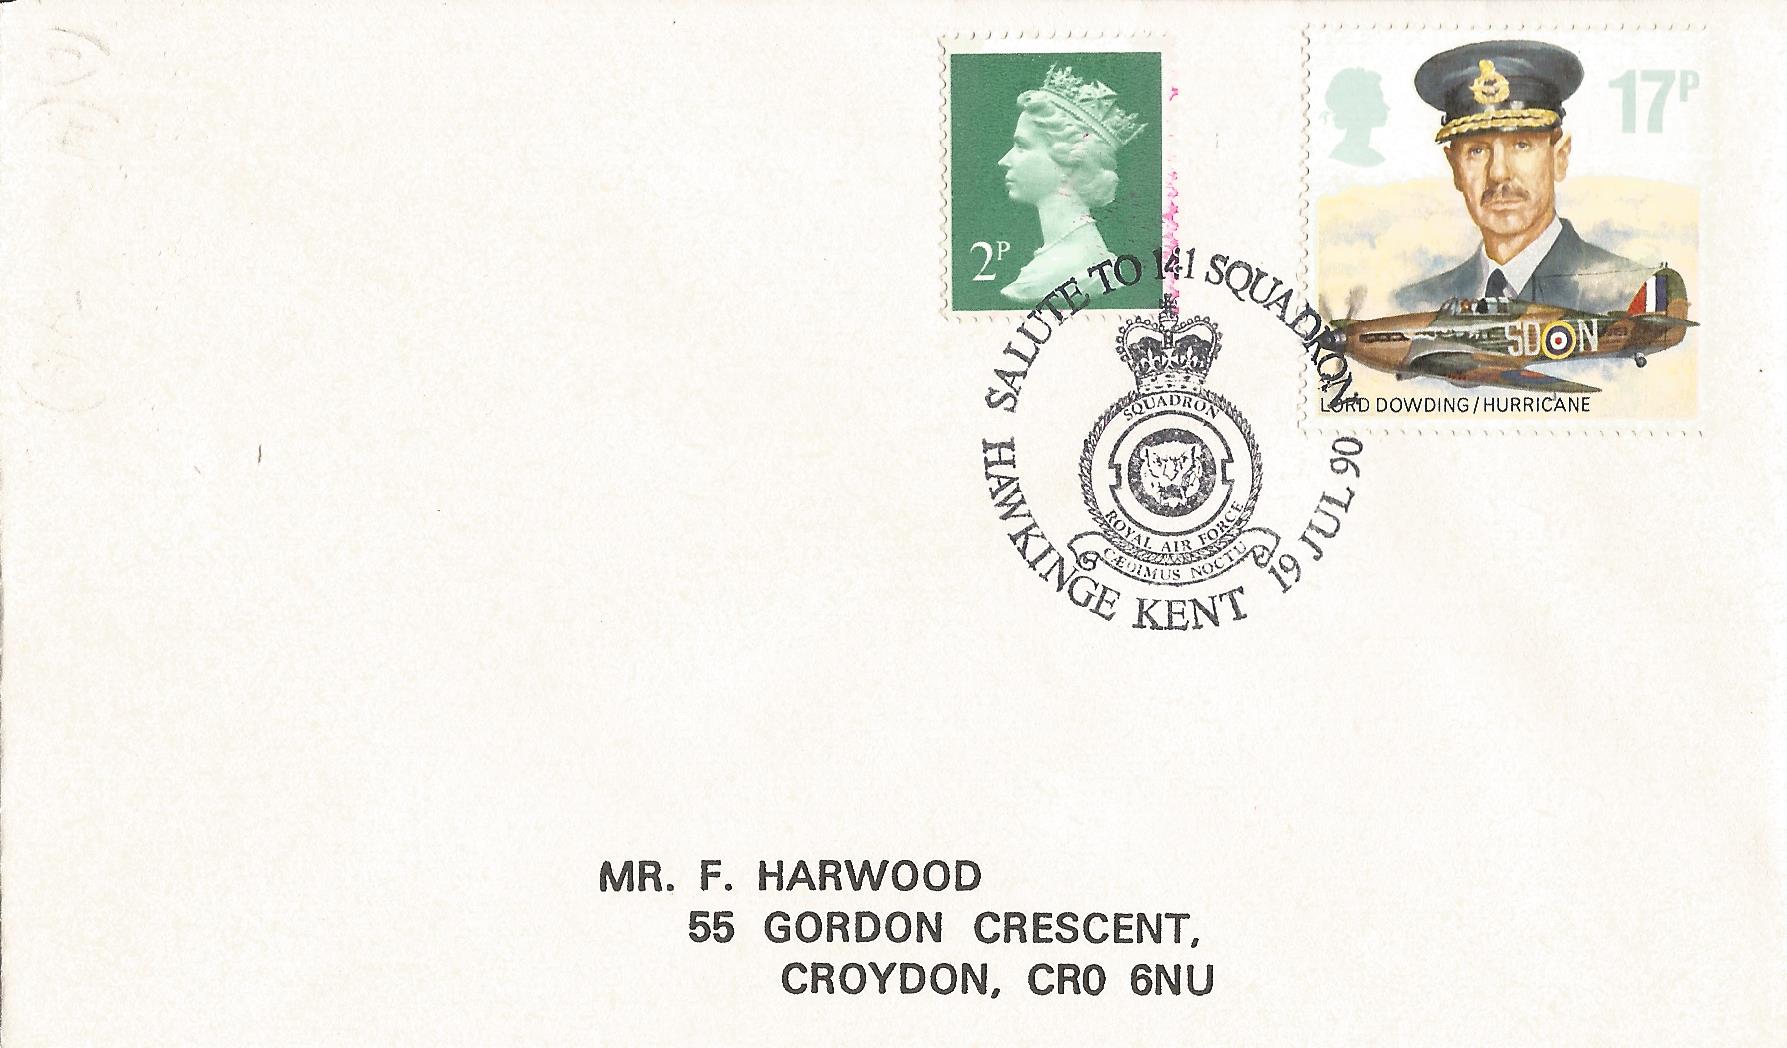 2P
17P
SD N
LORD DOWDING/HURRICANE
SALUTE TO 141 SQUADRON
HAWKINGE KENT 19 JUL 90
SQUADRON
ROYAL AIR FORCE
CÆDIMUS NOCTU
MR. F. HARWOOD
55 GORDON CRESCENT,
CROYDON, CR0 6NU